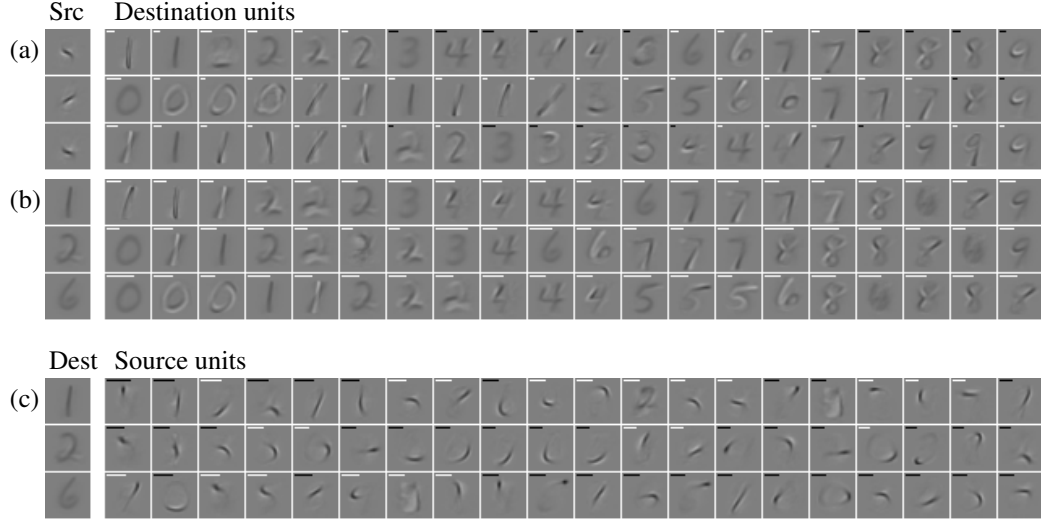 Src Destination units
(a)
(b)
Dest Source units
(c)